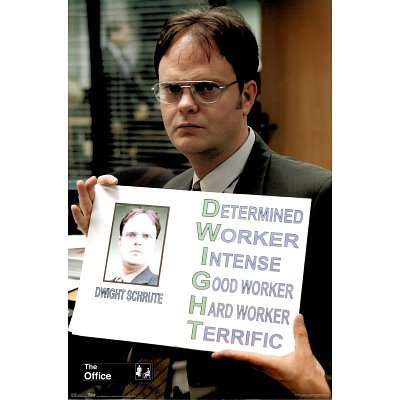 DETERMINED
WORKER
INTENSE
GOOD WORKER
HARD WORKER
TERRIFIC
DWIGHT SCHRUTE
The
Office